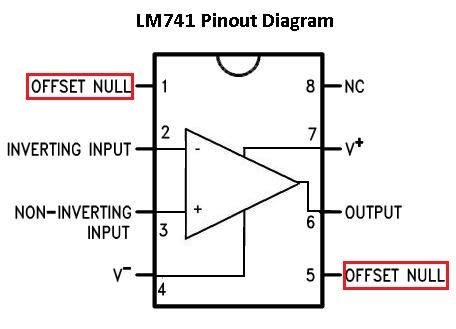 LM741 Pinout Diagram
OFFSET NULL 1
8 NC
INVERTING INPUT 2
-
7 V+
NON-INVERTING
INPUT 3
+
6 OUTPUT
V- 4
5 OFFSET NULL